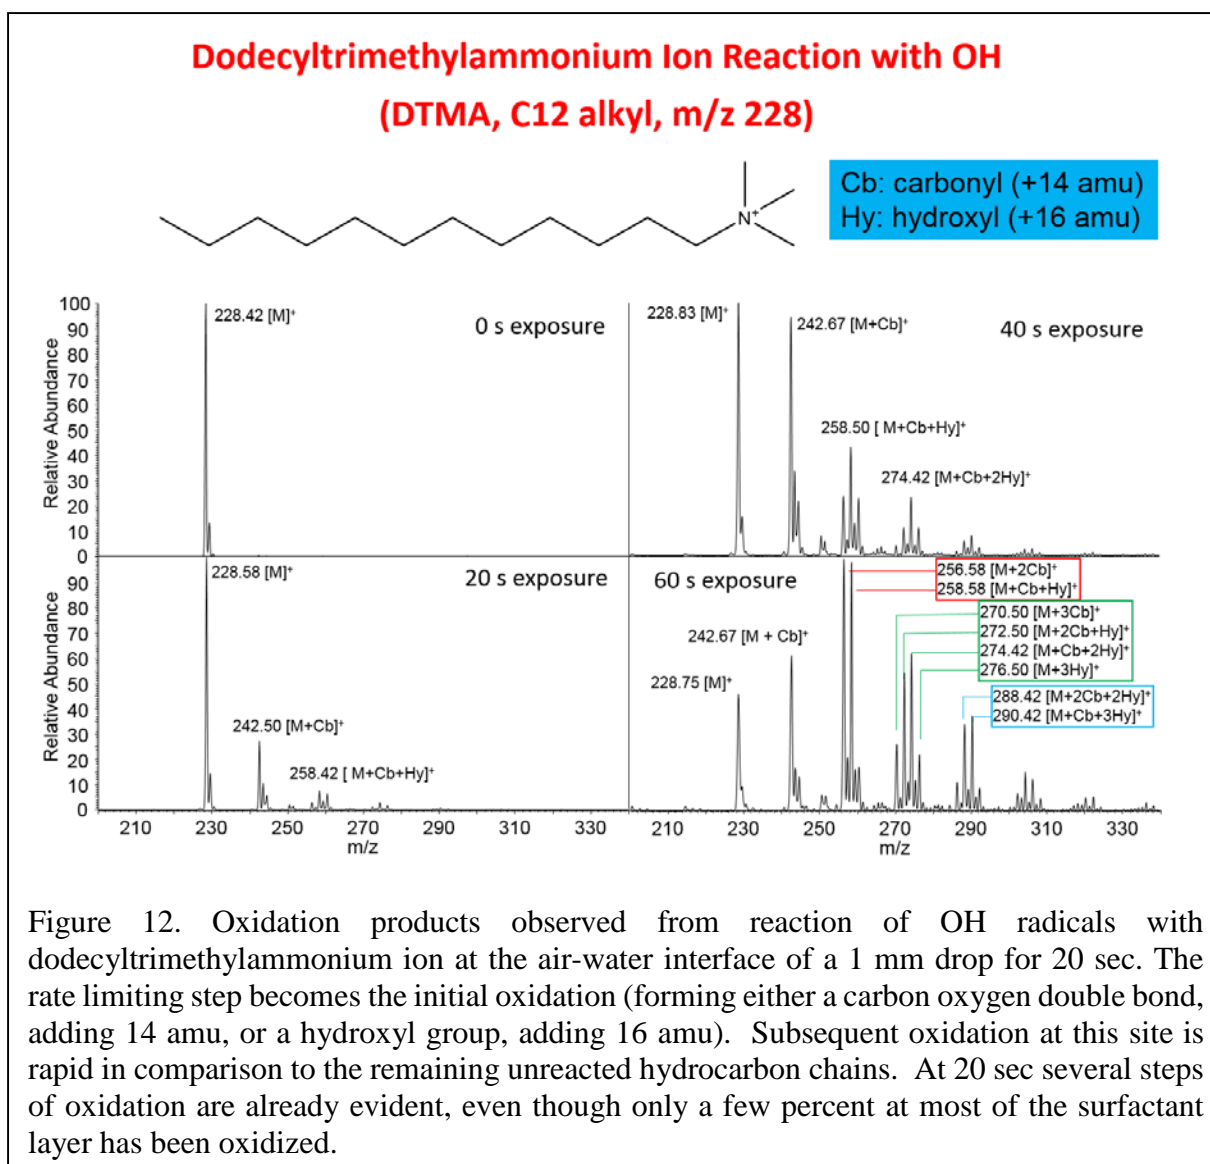 Dodecyltrimethylammonium Ion Reaction with OH
(DTMA, C12 alkyl, m/z 228)
Cb: carbonyl (+14 amu)
Hy: hydroxyl (+16 amu)
N+
Relative Abundance
100
90
80
70
60
50
40
30
20
10
0
228.42 [M]+
0 s exposure
228.83 [M]+
242.67 [M+Cb]+
40 s exposure
258.50 [ M+Cb+Hy]+
274.42 [M+Cb+2Hy]+
Relative Abundance
90
80
70
60
50
40
30
20
10
0
228.58 [M]+
20 s exposure
242.50 [M+Cb]+
258.42 [ M+Cb+Hy]+
210 230 250 270 290 310 330
m/z
60 s exposure
242.67 [M + Cb]+
228.75 [M]+
256.58 [M+2Cb]+
258.58 [M+Cb+Hy]+
270.50 [M+3Cb]+
272.50 [M+2Cb+Hy]+
274.42 [M+Cb+2Hy]+
276.50 [M+3Hy]+
288.42 [M+2Cb+2Hy]+
290.42 [M+Cb+3Hy]+
210 230 250 270 290 310 330
m/z
Figure 12. Oxidation products observed from reaction of OH radicals with
dodecyltrimethylammonium ion at the air-water interface of a 1 mm drop for 20 sec. The
rate limiting step becomes the initial oxidation (forming either a carbon oxygen double bond,
adding 14 amu, or a hydroxyl group, adding 16 amu). Subsequent oxidation at this site is
rapid in comparison to the remaining unreacted hydrocarbon chains. At 20 sec several steps
of oxidation are already evident, even though only a few percent at most of the surfactant
layer has been oxidized.